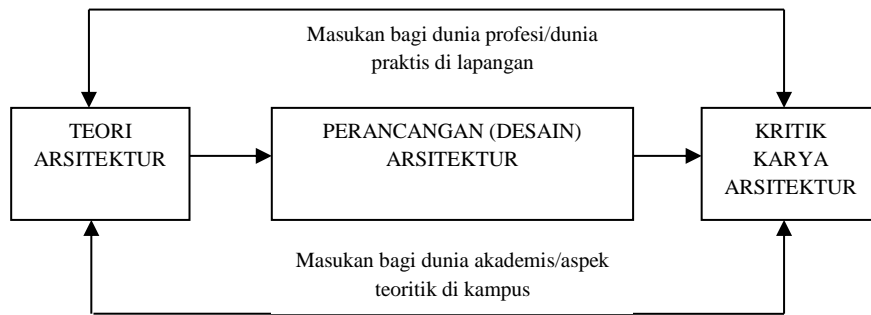 Masukan bagi dunia profesi/dunia
praktis di lapangan
TEORI
ARSITEKTUR
PERANCANGAN (DESAIN)
ARSITEKTUR
KRITIK
KARYA
ARSITEKTUR
Masukan bagi dunia akademis/aspek
teoritik di kampus